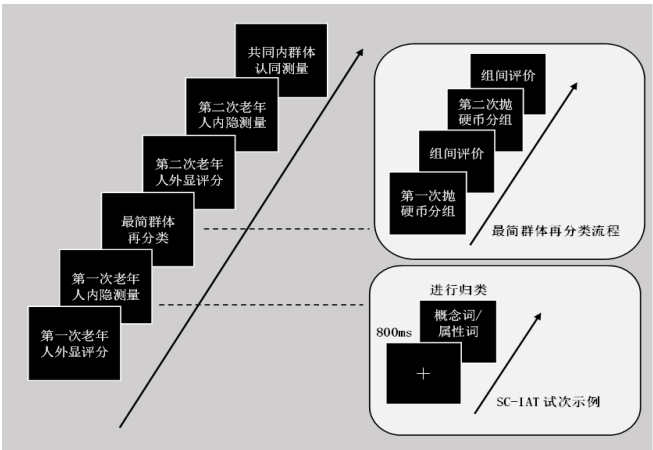 共同内群体
认同测量
第二次老年
人内隐测量
第二次老年
人外显评分
最简群体
再分类
第一次老年
人内隐测量
第一次老年
人外显评分
组间评价
第二次抛
硬币分组
组间评价
第一次抛
硬币分组
最简群体再分类流程
进行归类
概念词/
属性词
800ms
SC-IAT 试次示例